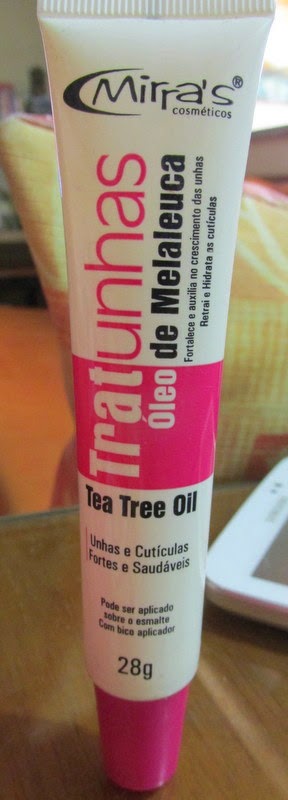 Mirra's®
cosméticos
Tratunhas
Óleo de Melaleuca
Fortalece e auxilia no crescimento das unhas
Retrai e Hidrata as cutículas
Tea Tree Oil
Unhas e Cutículas
Fortes e Saudáveis
Pode ser aplicado
sobre o esmalte
Com bico aplicador
28g